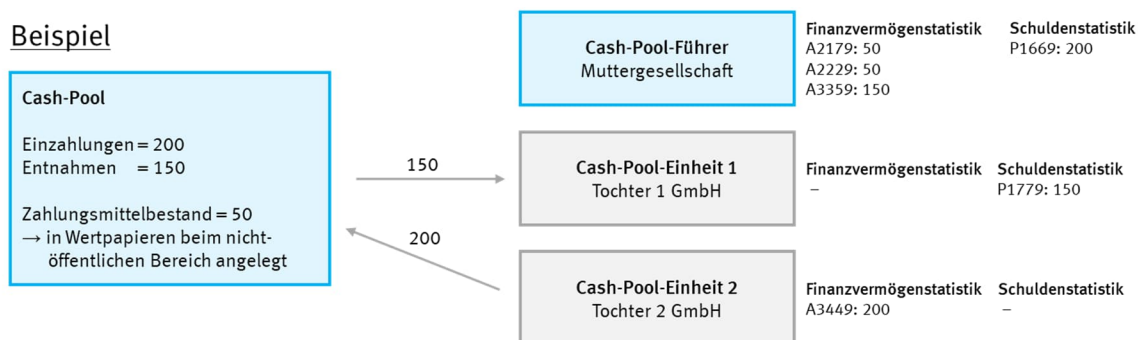 Beispiel
Cash-Pool
Einzahlungen = 200
Entnahmen = 150
Zahlungsmittelbestand = 50
→ in Wertpapieren beim nicht-
öffentlichen Bereich angelegt
150
200
Cash-Pool-Führer
Muttergesellschaft
Finanzvermögenstatistik
A2179: 50
A2229: 50
A3359: 150
Schuldenstatistik
P1669: 200
Cash-Pool-Einheit 1
Tochter 1 GmbH
Finanzvermögenstatistik
–
Schuldenstatistik
P1779: 150
Cash-Pool-Einheit 2
Tochter 2 GmbH
Finanzvermögenstatistik
A3449: 200
Schuldenstatistik
–